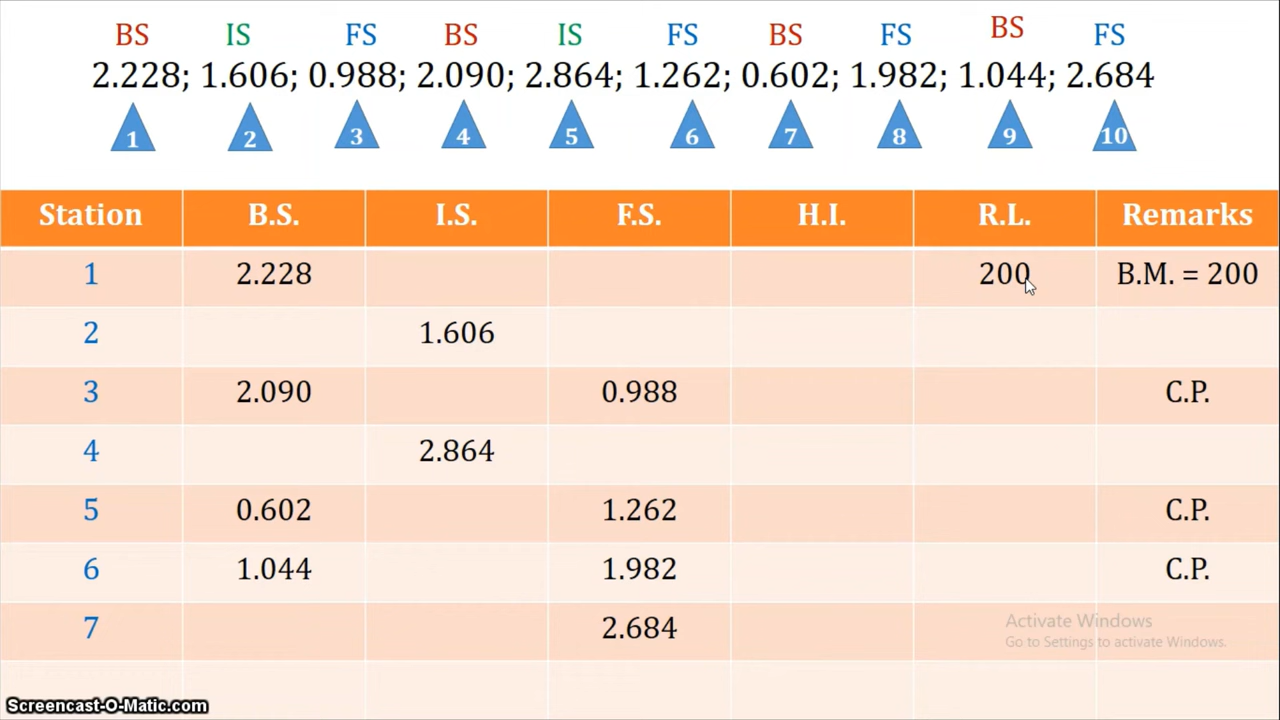 BS IS FS BS IS FS BS FS BS FS
2.228; 1.606; 0.988; 2.090; 2.864; 1.262; 0.602; 1.982; 1.044; 2.684
1 2 3 4 5 6 7 8 9 10
Station B.S. I.S. F.S. H.I. R.L. Remarks
1 2.228 200 B.M. = 200
2 1.606
3 2.090 0.988 C.P.
4 2.864
5 0.602 1.262 C.P.
6 1.044 1.982 C.P.
7 2.684
Activate Windows
Go to Settings to activate Windows.
Screencast-O-Matic.com